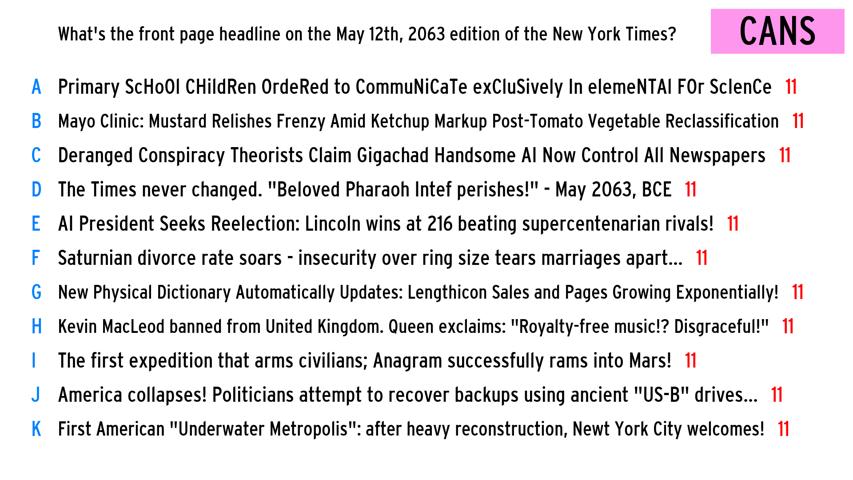 What's the front page headline on the May 12th, 2063 edition of the New York Times?
CANS
A Primary ScHoOl CHildRen OrdeRed to CommuNiCaTe exCluSively In elemeNTAl FOr ScIenCe 11
B Mayo Clinic: Mustard Relishes Frenzy Amid Ketchup Markup Post-Tomato Vegetable Reclassification 11
C Deranged Conspiracy Theorists Claim Gigachad Handsome AI Now Control All Newspapers 11
D The Times never changed. "Beloved Pharaoh Intef perishes!" - May 2063, BCE 11
E AI President Seeks Reelection: Lincoln wins at 216 beating supercentenarian rivals! 11
F Saturnian divorce rate soars - insecurity over ring size tears marriages apart... 11
G New Physical Dictionary Automatically Updates: Lengthicon Sales and Pages Growing Exponentially! 11
H Kevin MacLeod banned from United Kingdom. Queen exclaims: "Royalty-free music!? Disgraceful!" 11
I The first expedition that arms civilians; Anagram successfully rams into Mars! 11
J America collapses! Politicians attempt to recover backups using ancient "US-B" drives... 11
K First American "Underwater Metropolis": after heavy reconstruction, Newt York City welcomes! 11